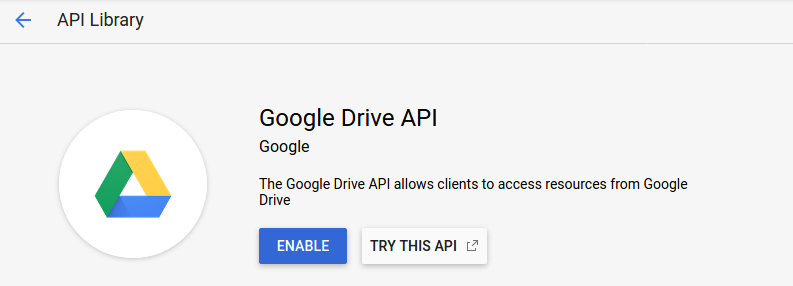 API Library
Google Drive API
Google
The Google Drive API allows clients to access resources from Google
Drive
ENABLE
TRY THIS API